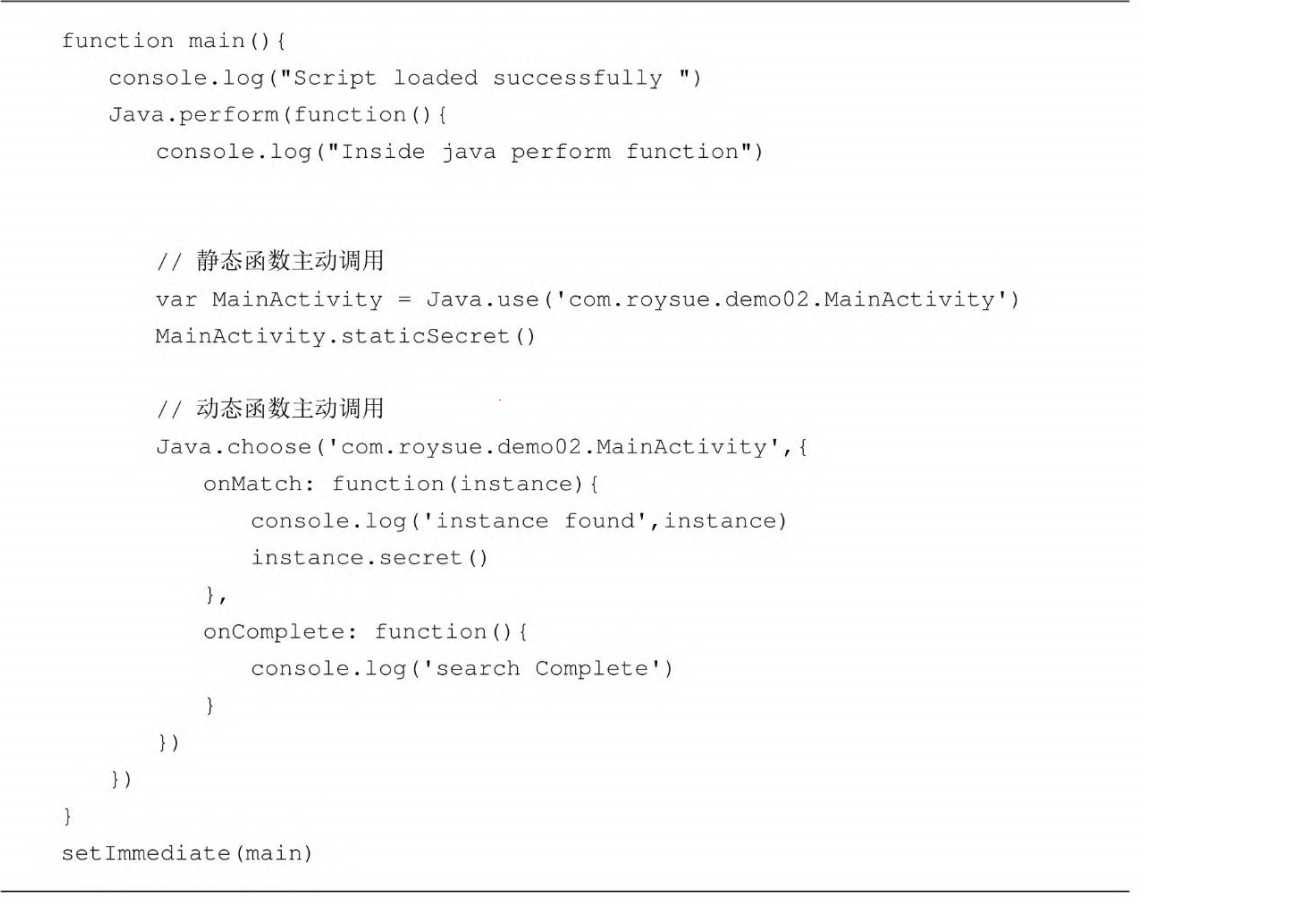 function main(){
console.log("Script loaded successfully ")
Java.perform(function(){
console.log("Inside java perform function")
// 静态函数主动调用
var MainActivity = Java.use('com.roysue.demo02.MainActivity')
MainActivity.staticSecret()
// 动态函数主动调用
Java.choose('com.roysue.demo02.MainActivity',{
onMatch: function(instance){
console.log('instance found',instance)
instance.secret()
},
onComplete: function(){
console.log('search Complete')
}
})
})
}
setImmediate(main)